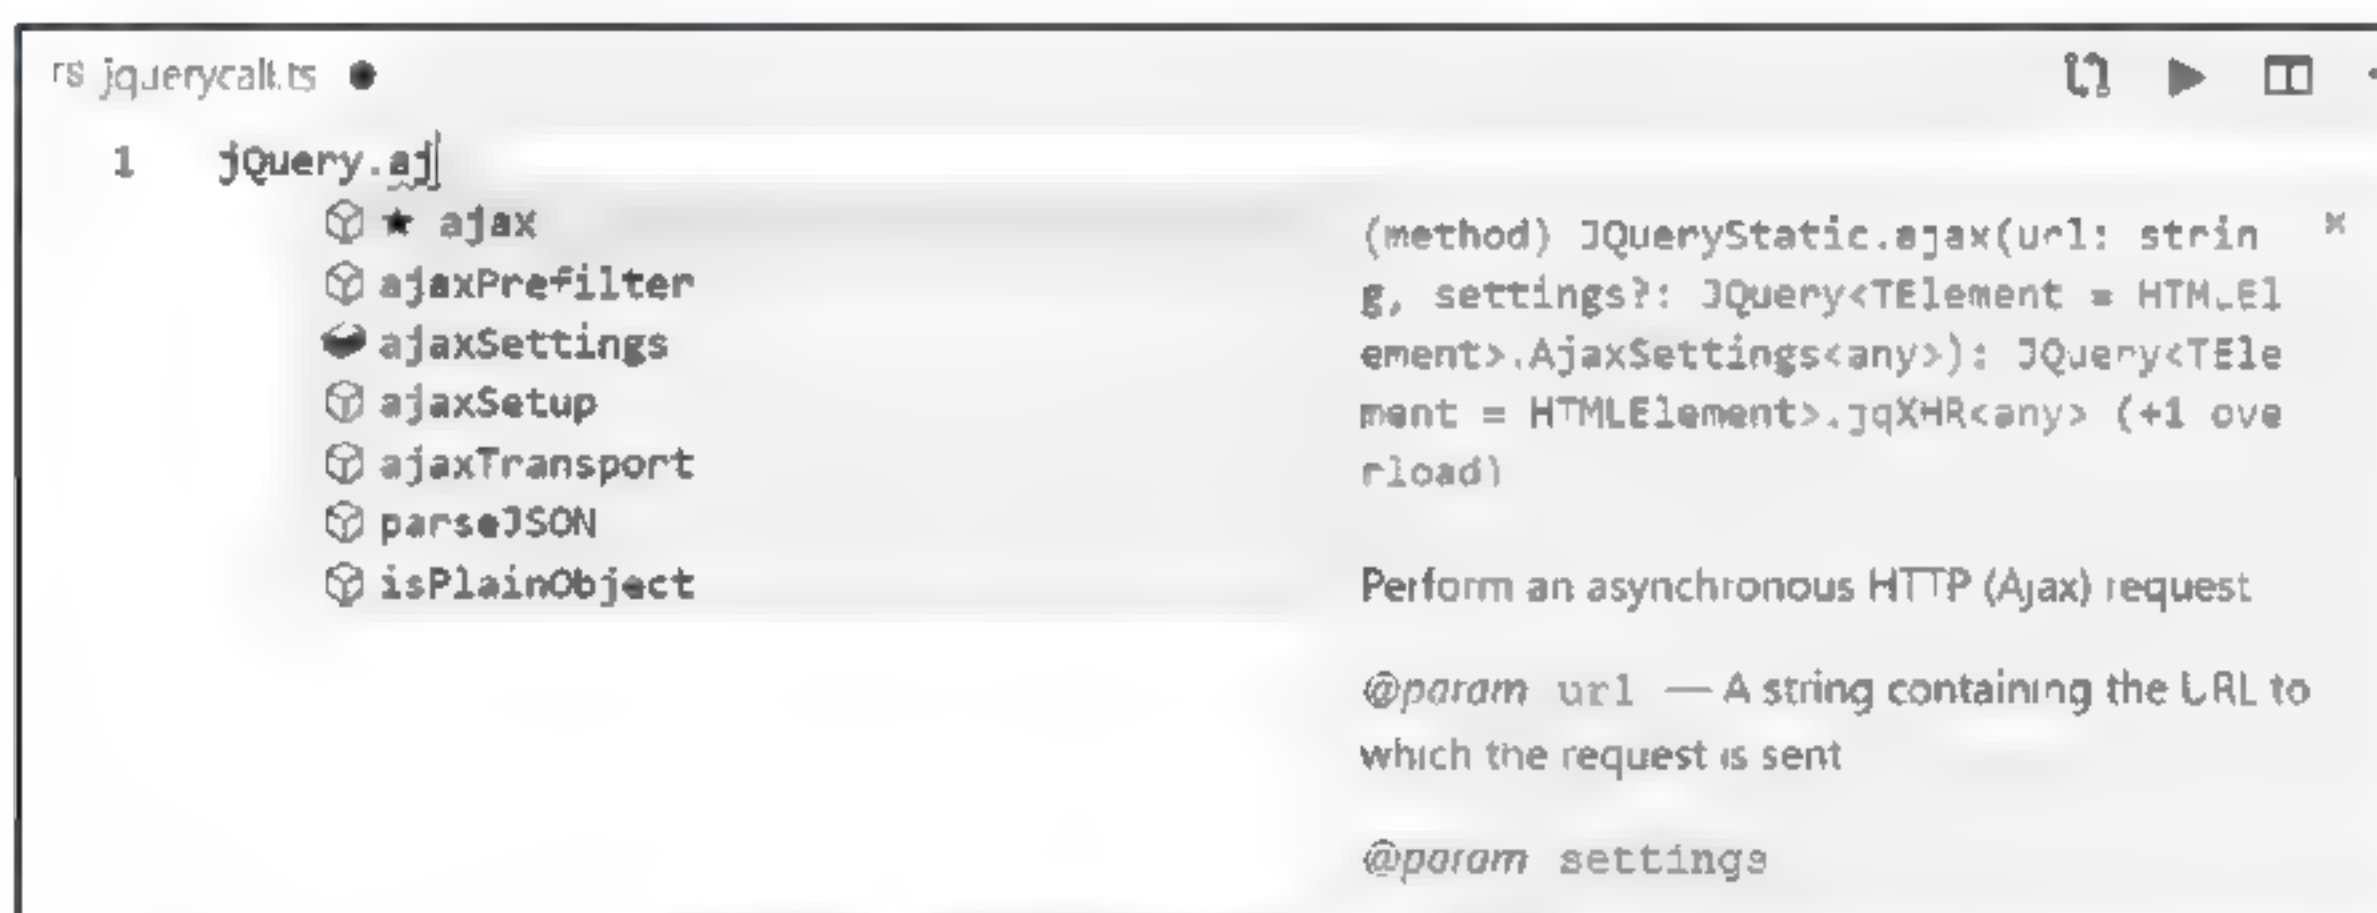 TS jquerycall.ts ●
1 jQuery.aj
★ ajax
ajaxPrefilter
ajaxSettings
ajaxSetup
ajaxTransport
parseJSON
isPlainObject
(method) JQueryStatic.ajax(url: strin
g, settings?: JQuery<TElement = HTMLEl
ement>.AjaxSettings<any>): JQuery<TEle
ment = HTMLElement>.jqXHR<any> (+1 ove
rload)
Perform an asynchronous HTTP (Ajax) request
@param url — A string containing the URL to
which the request is sent
@param settings